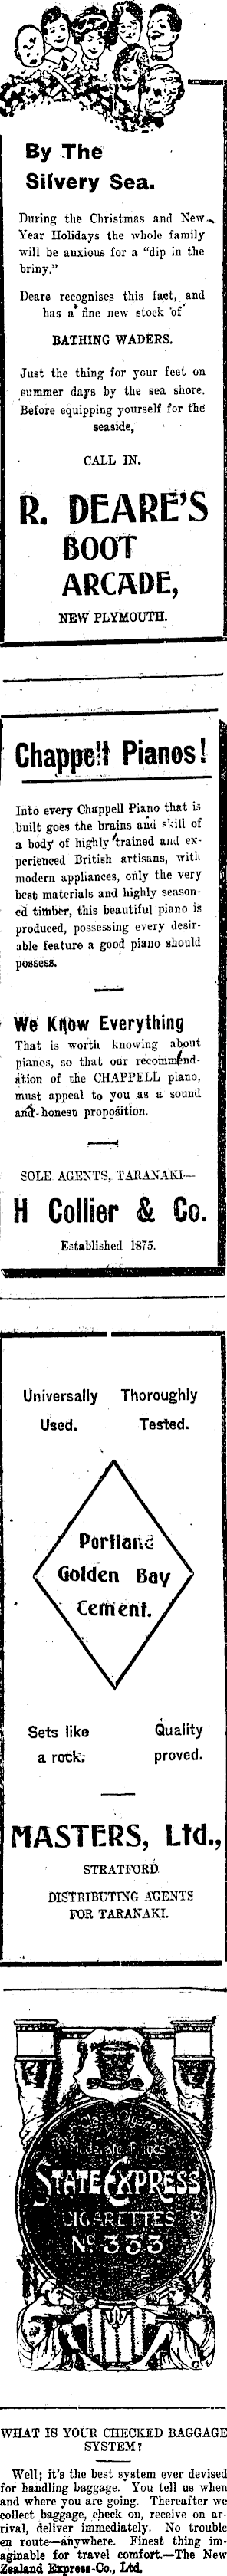 By The
Silvery Sea.
During the Christmas and New
Year Holidays the whole family
will be anxious for a "dip in the
briny."
Deare recognises this fact, and
has a fine new stock of
BATHING WADERS.
Just the thing for your feet on
summer days by the sea shore.
Before equipping yourself for the
seaside,
CALL IN.
R. DEARE'S
BOOT
ARCADE,
NEW PLYMOUTH.
Chappell Pianos!
Into every Chappell Piano that is
built goes the brains and skill of
a body of highly trained and ex-
perienced British artisans, with
modern appliances, only the very
best materials and highly season-
ed timber, this beautiful piano is
produced, possessing every desir-
able feature a good piano should
possess.
We Know Everything
That is worth knowing about
pianos, so that our recommend-
ation of the CHAPPELL piano,
must appeal to you as a sound
and honest proposition.
SOLE AGENTS, TARANAKI—
H Collier & Co.
Established 1875.
Universally Thoroughly
Used. Tested.
Portland
Golden Bay
Cement.
Sets like Quality
a rock: proved.
MASTERS, Ltd.,
STRATFORD
DISTRIBUTING AGENTS
FOR TARANAKI.
STATE EXPRESS
CIGARETTES
No. 333
WHAT IS YOUR CHECKED BAGGAGE
SYSTEM?
Well; it's the best system ever devised
for handling baggage. You tell us when
and where you are going. Thereafter we
collect baggage, check on, receive on ar-
rival, deliver immediately. No trouble
en route—anywhere. Finest thing im-
aginable for travel comfort.—The New
Zealand Express-Co., Ltd.